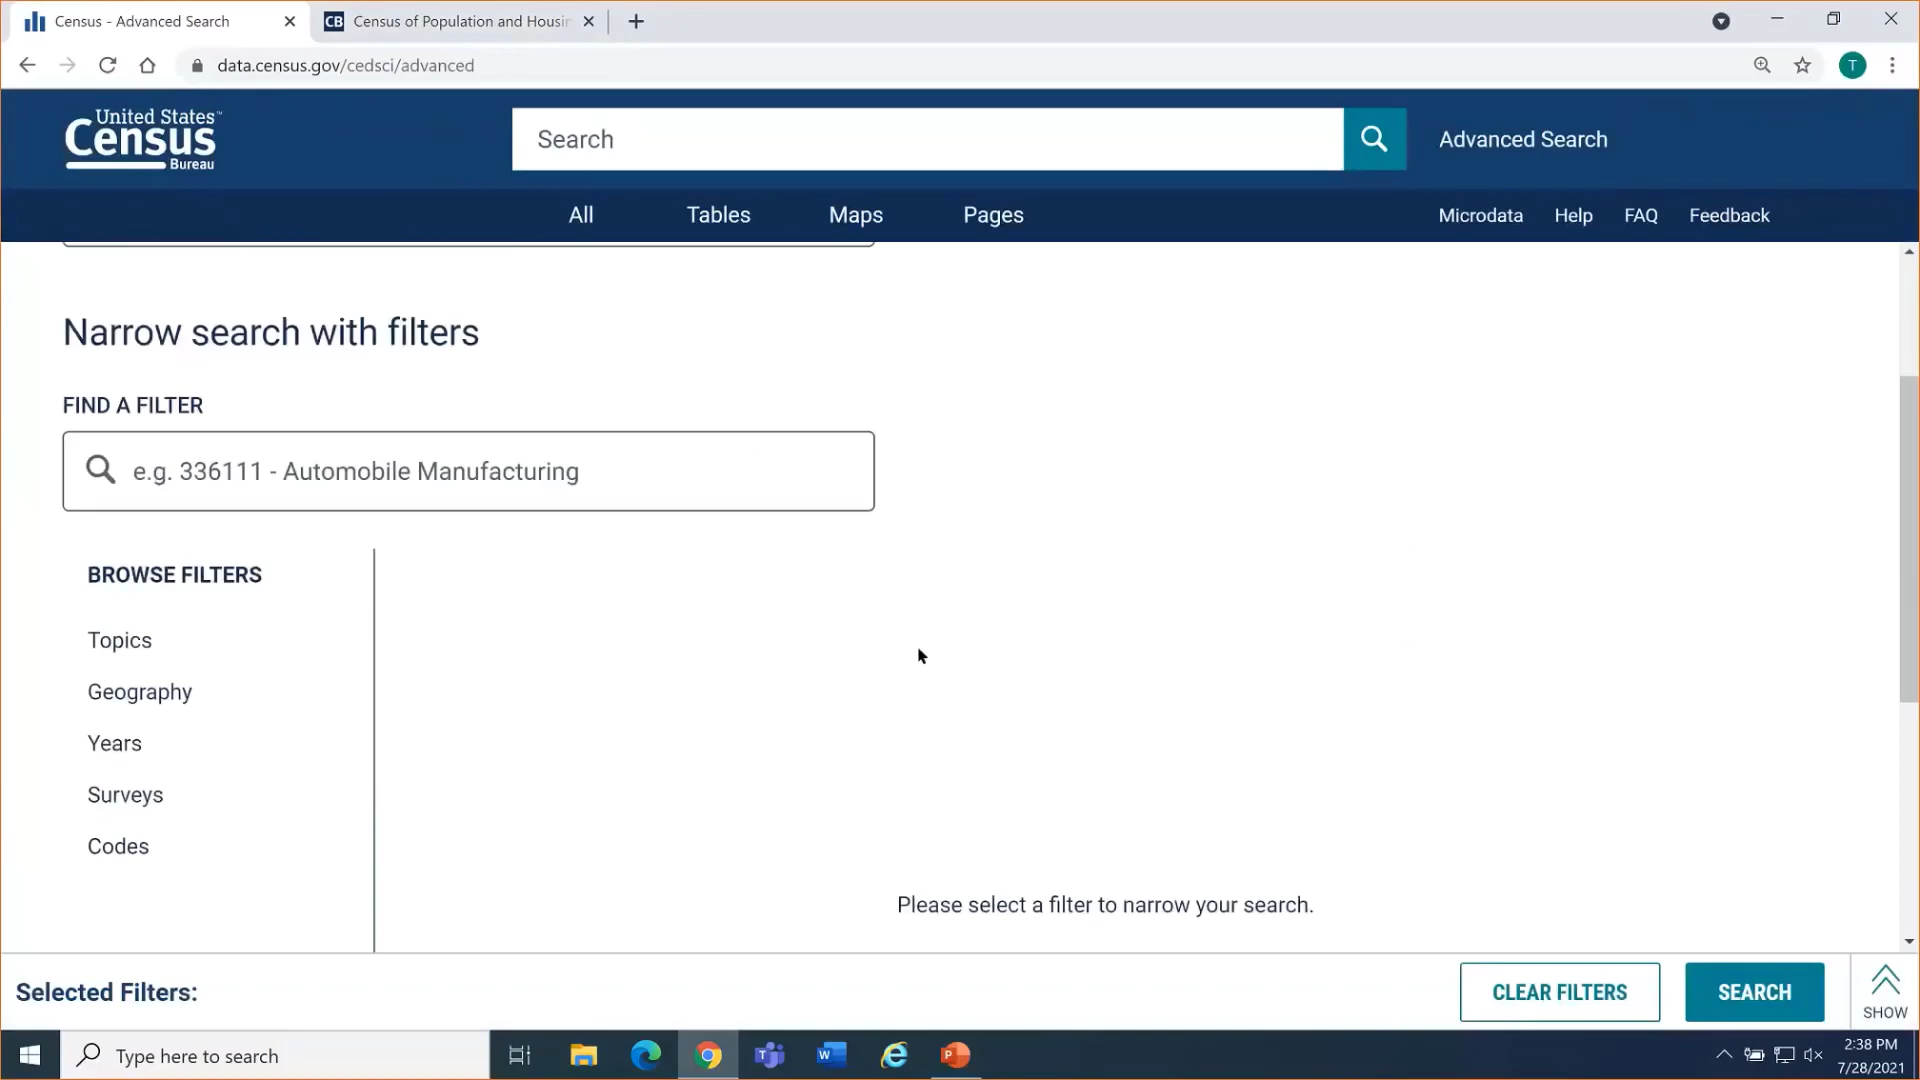 Census - Advanced Search
CB Census of Population and Housin
data.census.gov/cedsci/advanced
T
United States™
Census
Bureau
Search
Advanced Search
All Tables Maps Pages
Microdata Help FAQ Feedback
Narrow search with filters
FIND A FILTER
e.g. 336111 - Automobile Manufacturing
BROWSE FILTERS
Topics
Geography
Years
Surveys
Codes
Please select a filter to narrow your search.
Selected Filters:
CLEAR FILTERS
SEARCH
SHOW
Type here to search
2:38 PM
7/28/2021